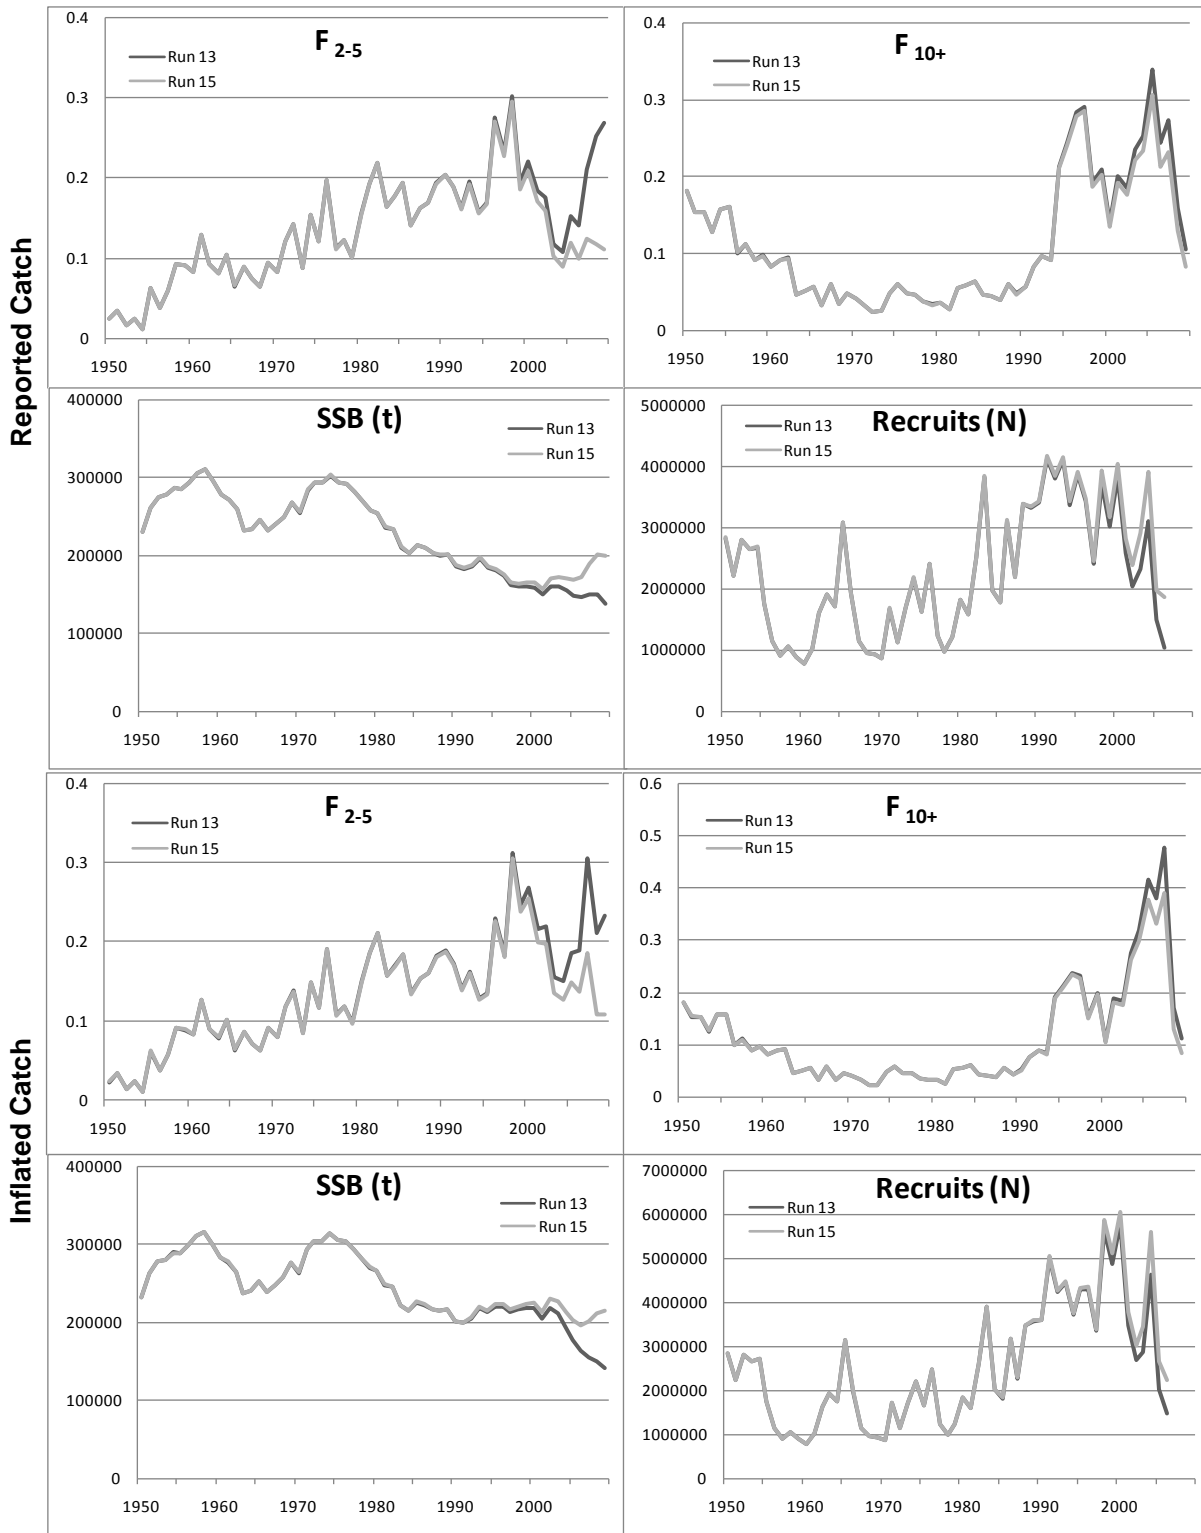 Reported Catch
F 2-5
Run 13
Run 15
0.4
0.3
0.2
0.1
0
1950 1960 1970 1980 1990 2000
F 10+
Run 13
Run 15
0.4
0.3
0.2
0.1
0
1950 1960 1970 1980 1990 2000
SSB (t)
Run 13
Run 15
400000
300000
200000
100000
0
1950 1960 1970 1980 1990 2000
Recruits (N)
Run 13
Run 15
5000000
4000000
3000000
2000000
1000000
0
1950 1960 1970 1980 1990 2000
Inflated Catch
F 2-5
Run 13
Run 15
0.4
0.3
0.2
0.1
0
1950 1960 1970 1980 1990 2000
F 10+
Run 13
Run 15
0.6
0.5
0.4
0.3
0.2
0.1
0
1950 1960 1970 1980 1990 2000
SSB (t)
Run 13
Run 15
400000
300000
200000
100000
0
1950 1960 1970 1980 1990 2000
Recruits (N)
Run 13
Run 15
7000000
6000000
5000000
4000000
3000000
2000000
1000000
0
1950 1960 1970 1980 1990 2000